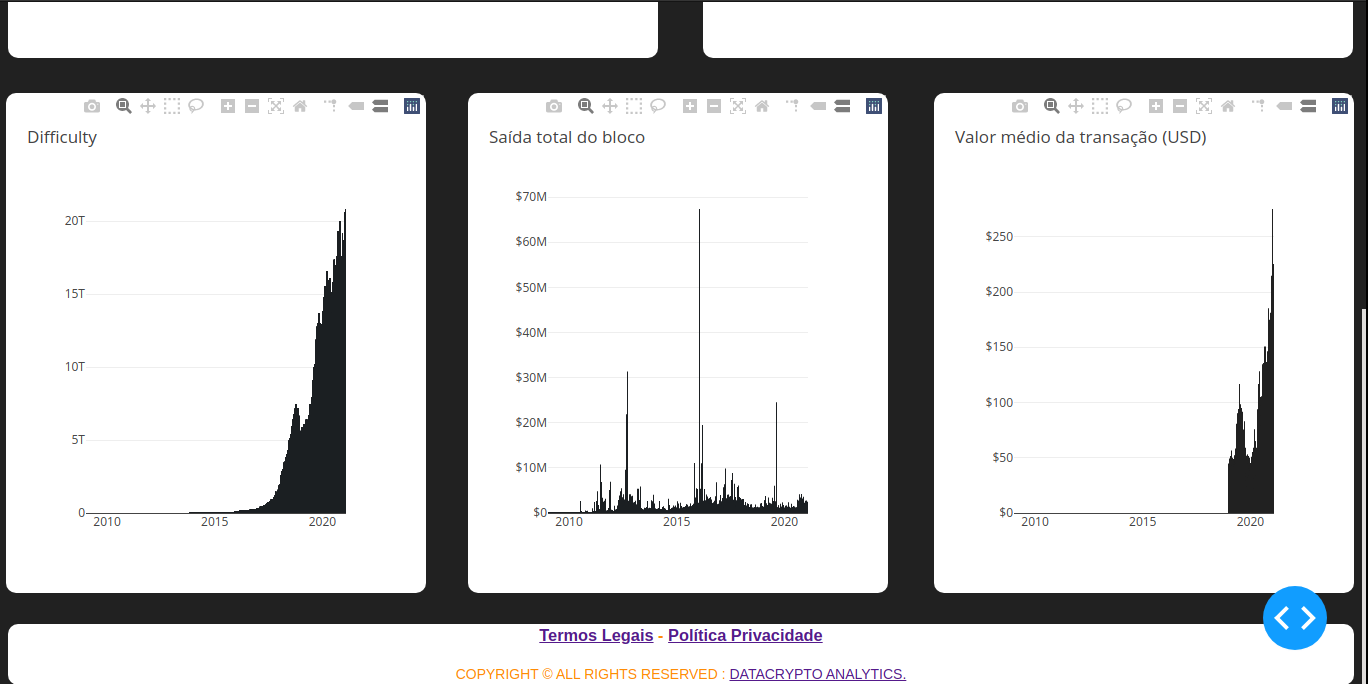 Difficulty
20T
15T
10T
5T
0
2010 2015 2020
Saída total do bloco
$70M
$60M
$50M
$40M
$30M
$20M
$10M
$0
2010 2015 2020
Valor médio da transação (USD)
$250
$200
$150
$100
$50
$0
2010 2015 2020
Termos Legais - Política Privacidade
COPYRIGHT © ALL RIGHTS RESERVED : DATACRYPTO ANALYTICS.